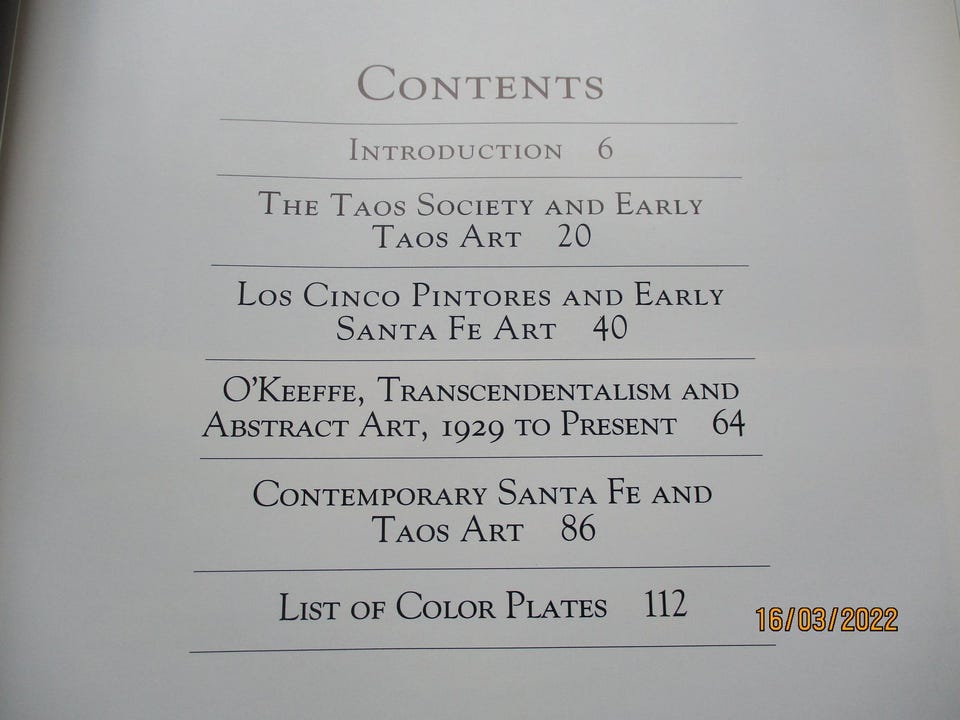 CONTENTS
INTRODUCTION 6
THE TAOS SOCIETY AND EARLY
TAOS ART 20
LOS CINCO PINTORES AND EARLY
SANTA FE ART 40
O'KEEFFE, TRANSCENDENTALISM AND
ABSTRACT ART, 1929 TO PRESENT 64
CONTEMPORARY SANTA FE AND
TAOS ART 86
LIST OF COLOR PLATES 112
16/03/2022